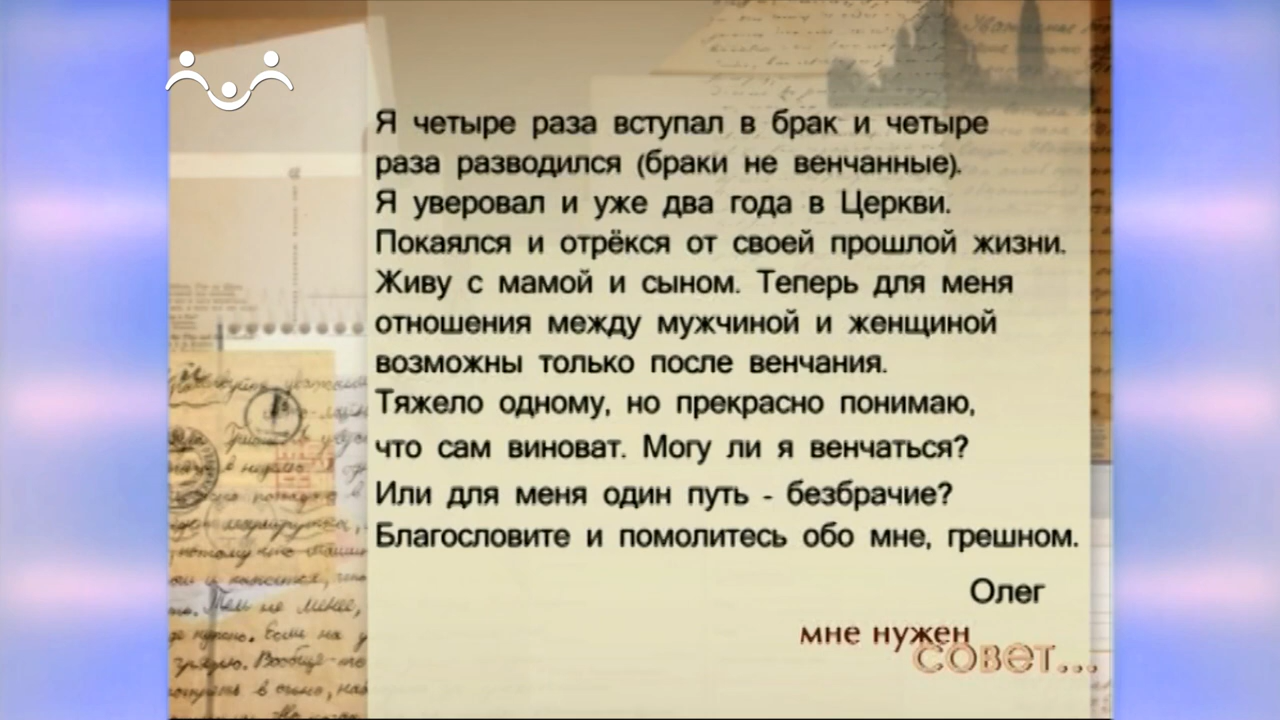 Я четыре раза вступал в брак и четыре
раза разводился (браки не венчанные).
Я уверовал и уже два года в Церкви.
Покаялся и отрёкся от своей прошлой жизни.
Живу с мамой и сыном. Теперь для меня
отношения между мужчиной и женщиной
возможны только после венчания.
Тяжело одному, но прекрасно понимаю,
что сам виноват. Могу ли я венчаться?
Или для меня один путь - безбрачие?
Благословите и помолитесь обо мне, грешном.
Олег
мне нужен
совет...